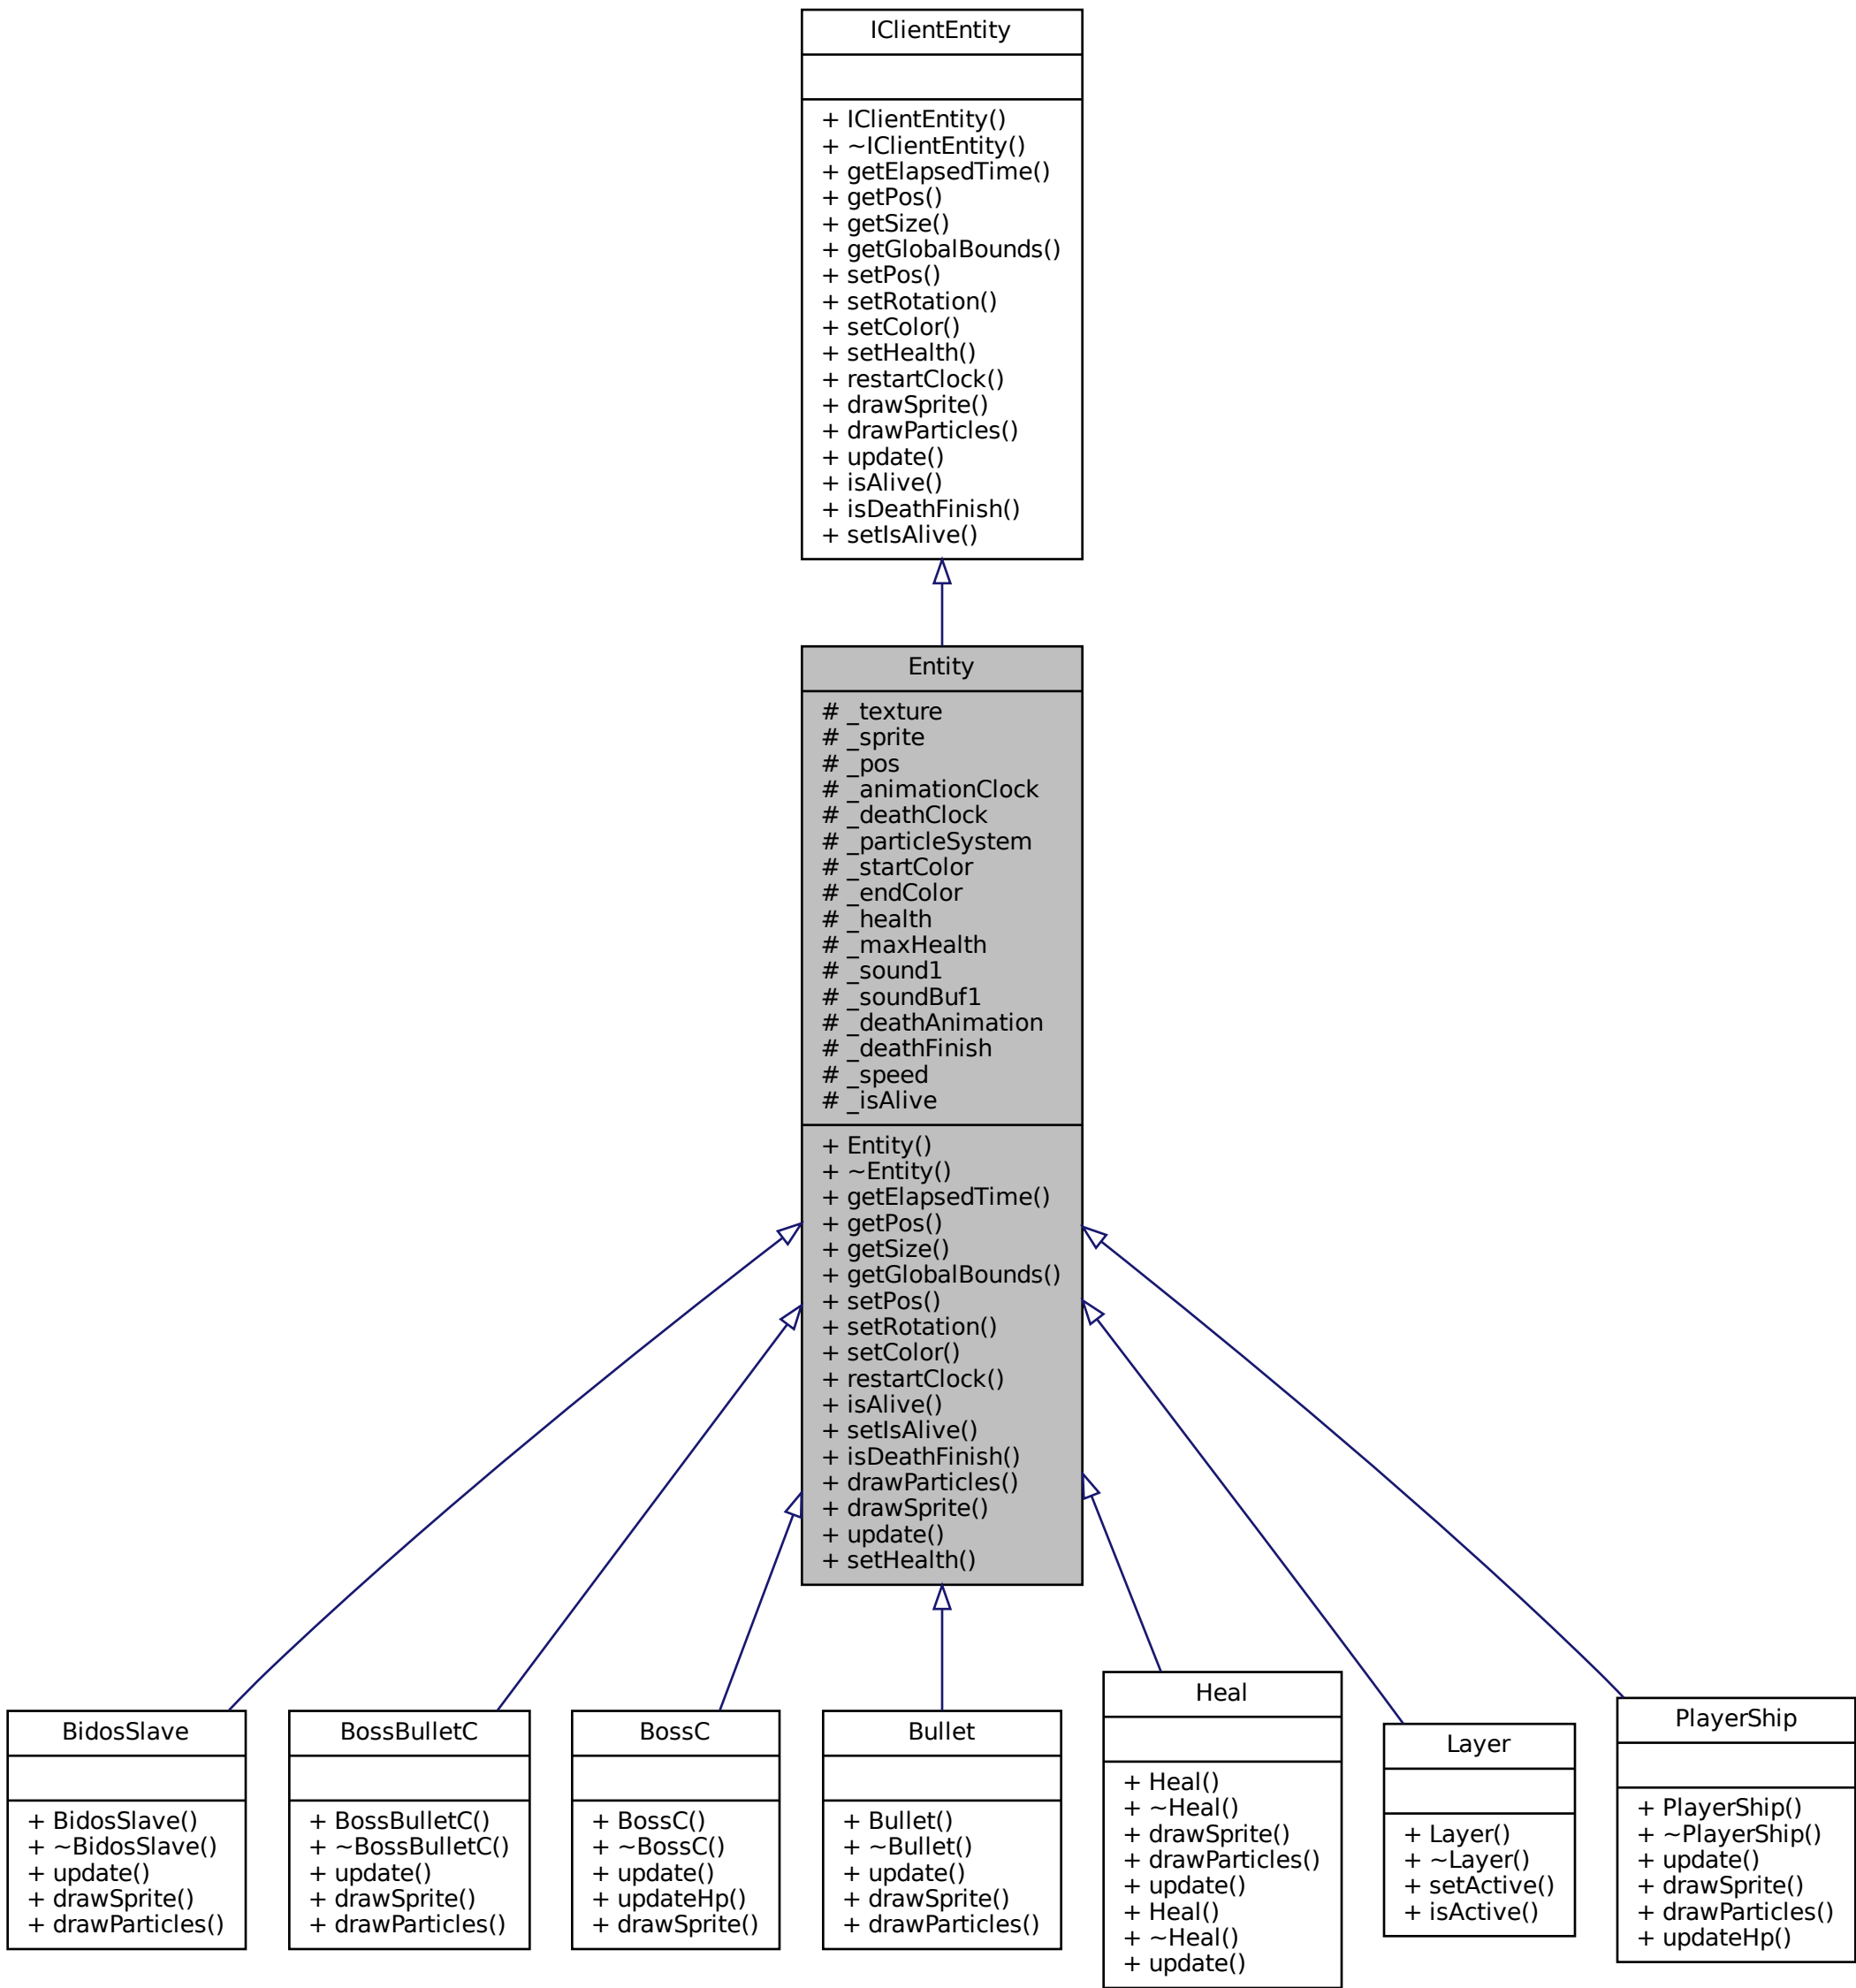 IClientEntity
+ IClientEntity()
+ ~IClientEntity()
+ getElapsedTime()
+ getPos()
+ getSize()
+ getGlobalBounds()
+ setPos()
+ setRotation()
+ setColor()
+ setHealth()
+ restartClock()
+ drawSprite()
+ drawParticles()
+ update()
+ isAlive()
+ isDeathFinish()
+ setIsAlive()
Entity
# _texture
# _sprite
# _pos
# _animationClock
# _deathClock
# _particleSystem
# _startColor
# _endColor
# _health
# _maxHealth
# _sound1
# _soundBuf1
# _deathAnimation
# _deathFinish
# _speed
# _isAlive
+ Entity()
+ ~Entity()
+ getElapsedTime()
+ getPos()
+ getSize()
+ getGlobalBounds()
+ setPos()
+ setRotation()
+ setColor()
+ restartClock()
+ isAlive()
+ setIsAlive()
+ isDeathFinish()
+ drawParticles()
+ drawSprite()
+ update()
+ setHealth()
BidosSlave
+ BidosSlave()
+ ~BidosSlave()
+ update()
+ drawSprite()
+ drawParticles()
BossBulletC
+ BossBulletC()
+ ~BossBulletC()
+ update()
+ drawSprite()
+ drawParticles()
BossC
+ BossC()
+ ~BossC()
+ update()
+ updateHp()
+ drawSprite()
Bullet
+ Bullet()
+ ~Bullet()
+ update()
+ drawSprite()
+ drawParticles()
Heal
+ Heal()
+ ~Heal()
+ drawSprite()
+ drawParticles()
+ update()
+ Heal()
+ ~Heal()
+ update()
Layer
+ Layer()
+ ~Layer()
+ setActive()
+ isActive()
PlayerShip
+ PlayerShip()
+ ~PlayerShip()
+ update()
+ drawSprite()
+ drawParticles()
+ updateHp()